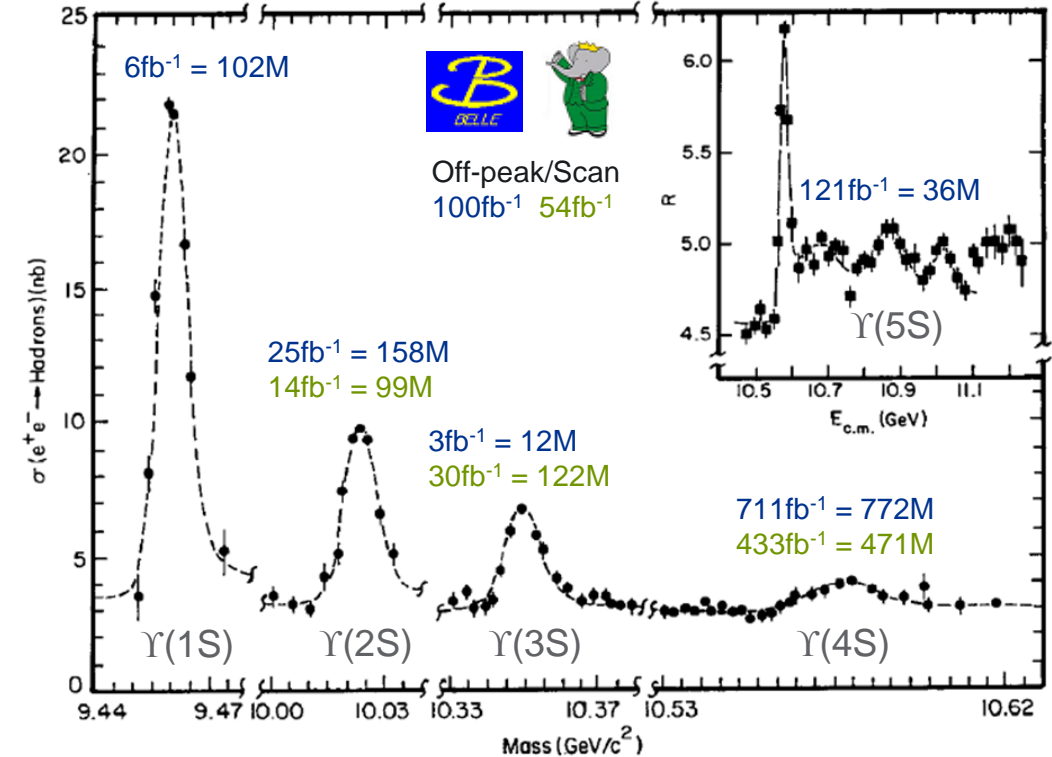 25
20
15
10
5
0
σ(e⁺e⁻ → Hadrons)(nb)
6fb⁻¹ = 102M
BELLE
Off-peak/Scan
100fb⁻¹ 54fb⁻¹
25fb⁻¹ = 158M
14fb⁻¹ = 99M
3fb⁻¹ = 12M
30fb⁻¹ = 122M
711fb⁻¹ = 772M
433fb⁻¹ = 471M
ϒ(1S)
ϒ(2S)
ϒ(3S)
ϒ(4S)
9.44 9.47 10.00 10.03 10.33 10.37 10.53 10.62
Mass (GeV/c²)
6.0
5.5
5.0
4.5
R
121fb⁻¹ = 36M
ϒ(5S)
10.5 10.7 10.9 11.1
E_c.m. (GeV)